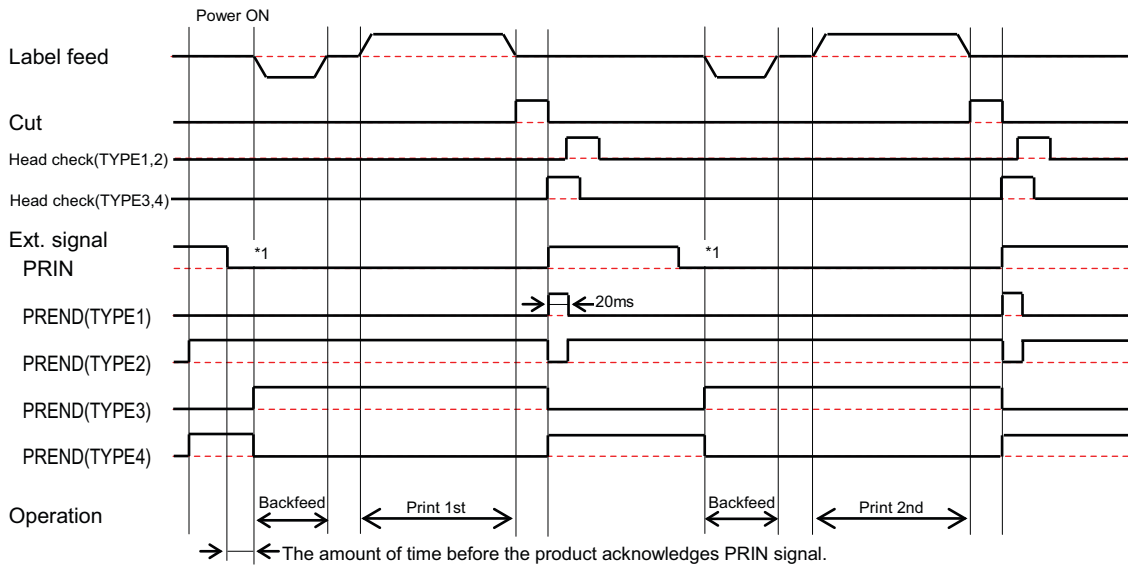 Power ON
Label feed
Cut
Head check(TYPE1,2)
Head check(TYPE3,4)
Ext. signal
PRIN
*1
*1
PREND(TYPE1)
20ms
PREND(TYPE2)
PREND(TYPE3)
PREND(TYPE4)
Operation
Backfeed
Print 1st
Backfeed
Print 2nd
The amount of time before the product acknowledges PRIN signal.